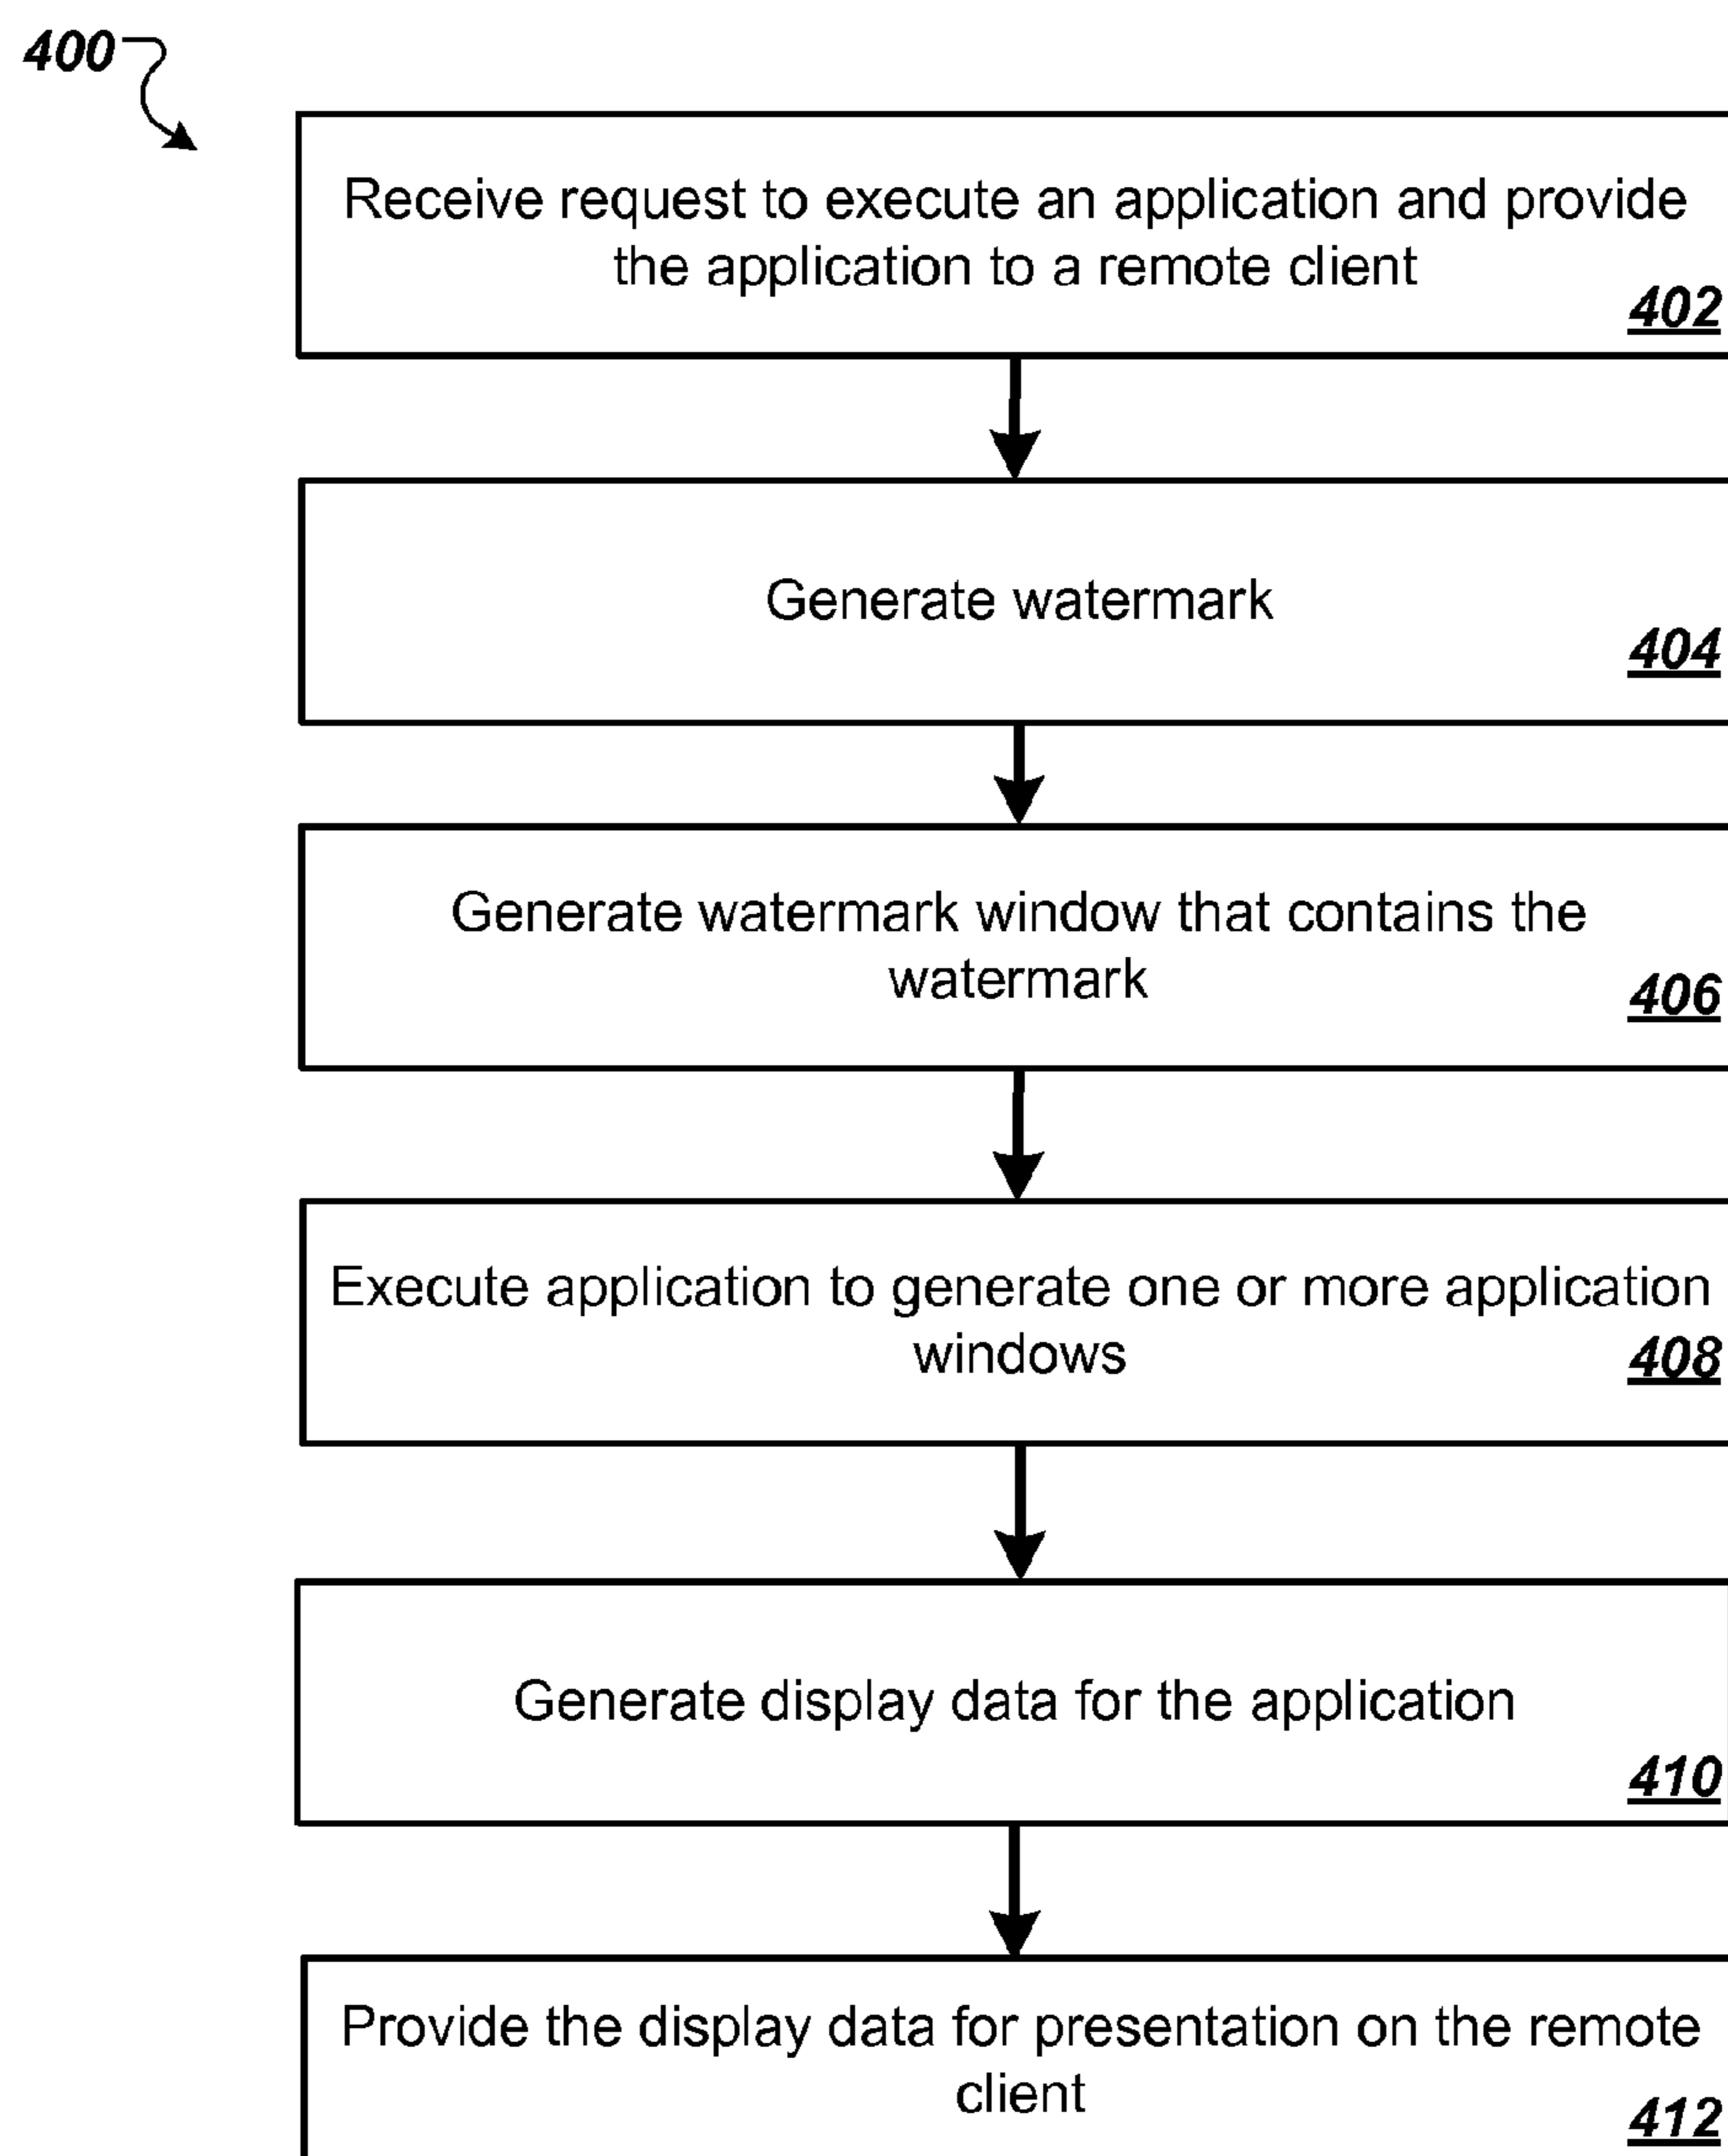 400
Receive request to execute an application and provide
the application to a remote client
402
Generate watermark
404
Generate watermark window that contains the
watermark
406
Execute application to generate one or more application
windows
408
Generate display data for the application
410
Provide the display data for presentation on the remote
client
412